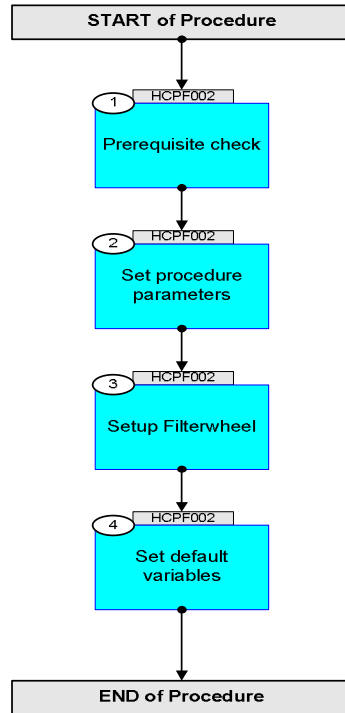 START of Procedure
HCPF002
1
Prerequisite check
HCPF002
2
Set procedure
parameters
HCPF002
3
Setup Filterwheel
HCPF002
4
Set default
variables
END of Procedure